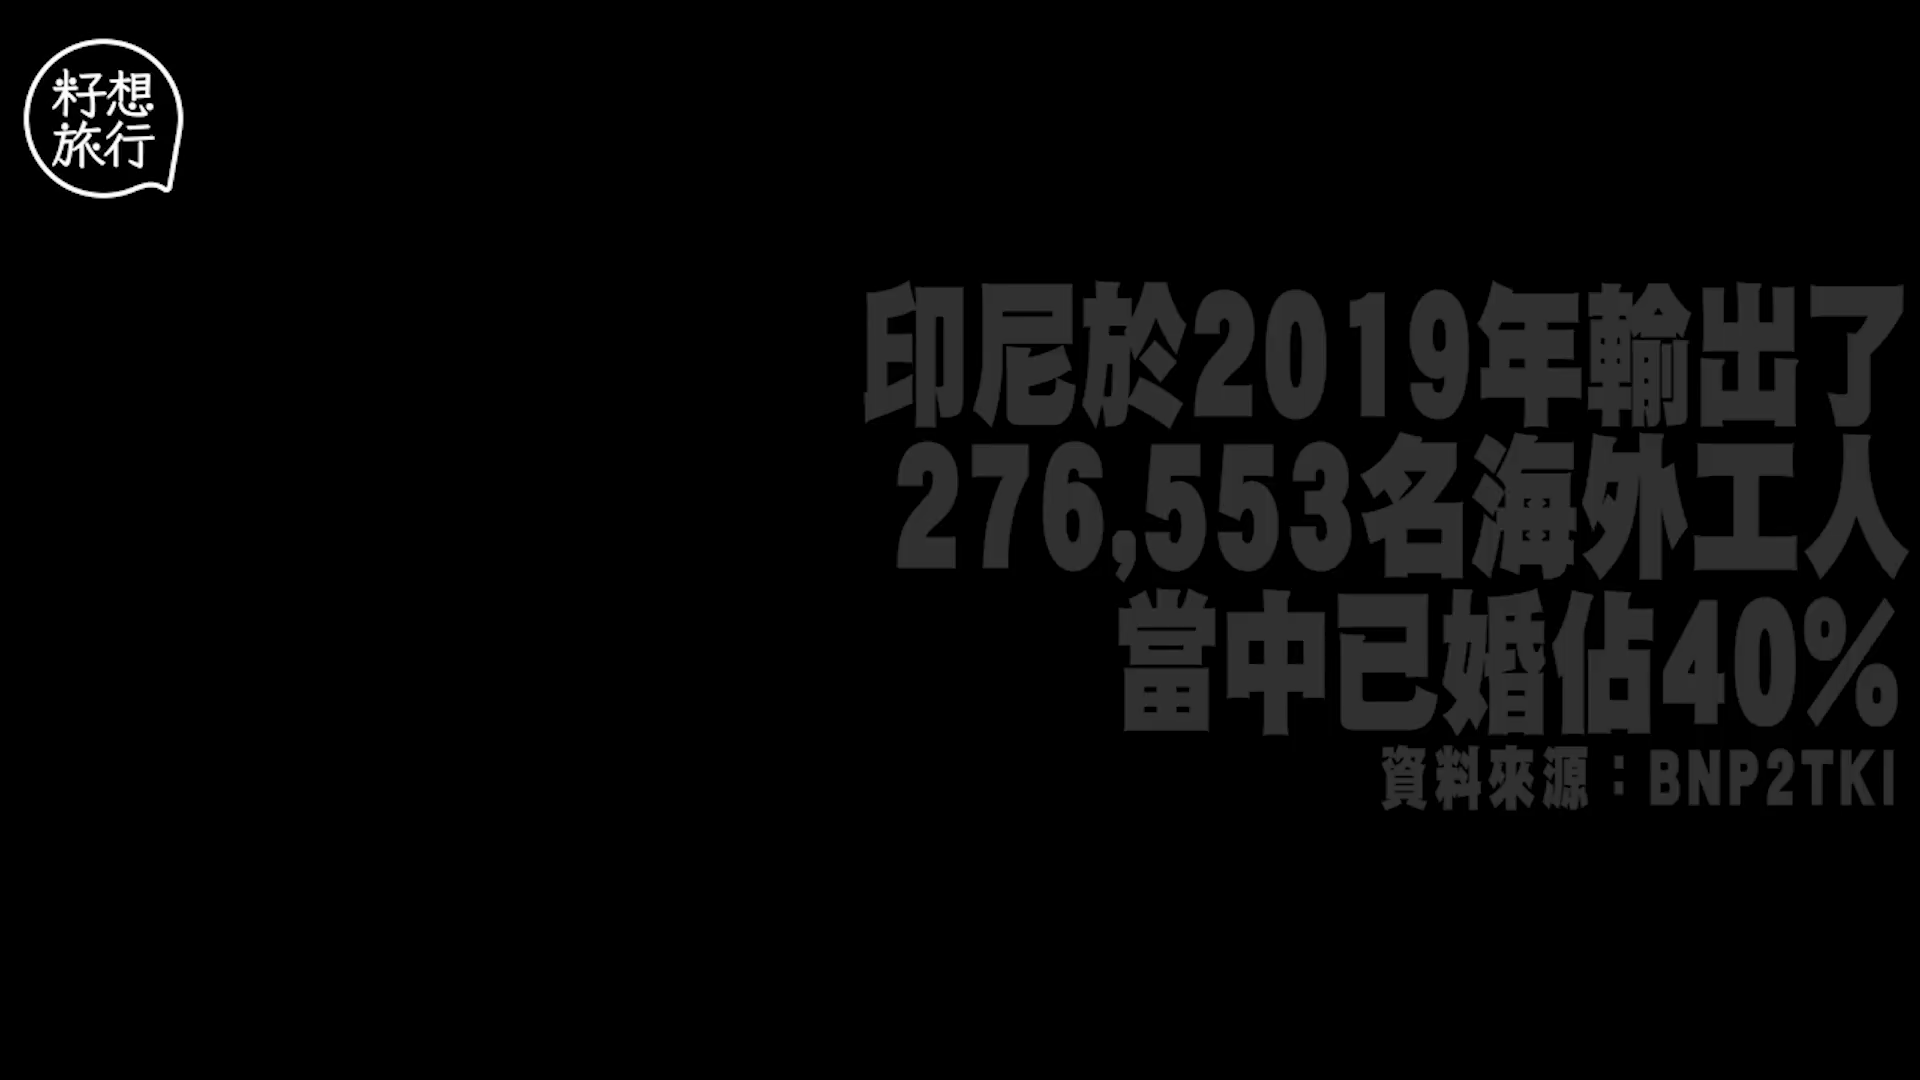 籽想
旅行
印尼於2019年輸出了
276,553名海外工人
當中已婚佔40%
資料來源：BNP2TKI